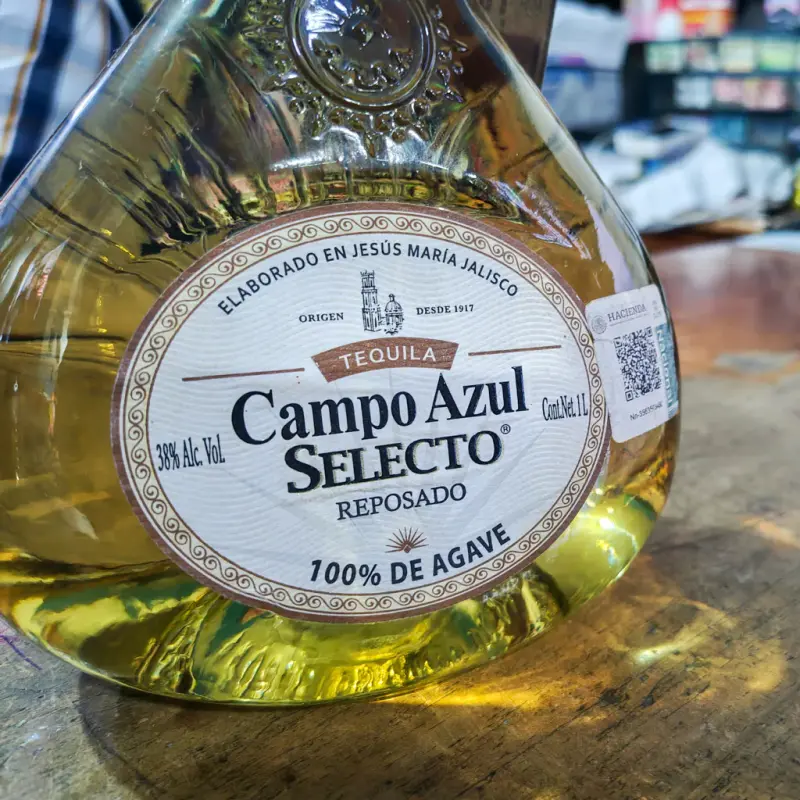 ELABORADO EN JESÚS MARÍA JALISCO
ORIGEN DESDE 1917
TEQUILA
Campo Azul
38% Alc. Vol. Cont.Net. 1 L
SELECTO®
REPOSADO
100% DE AGAVE
HACIENDA